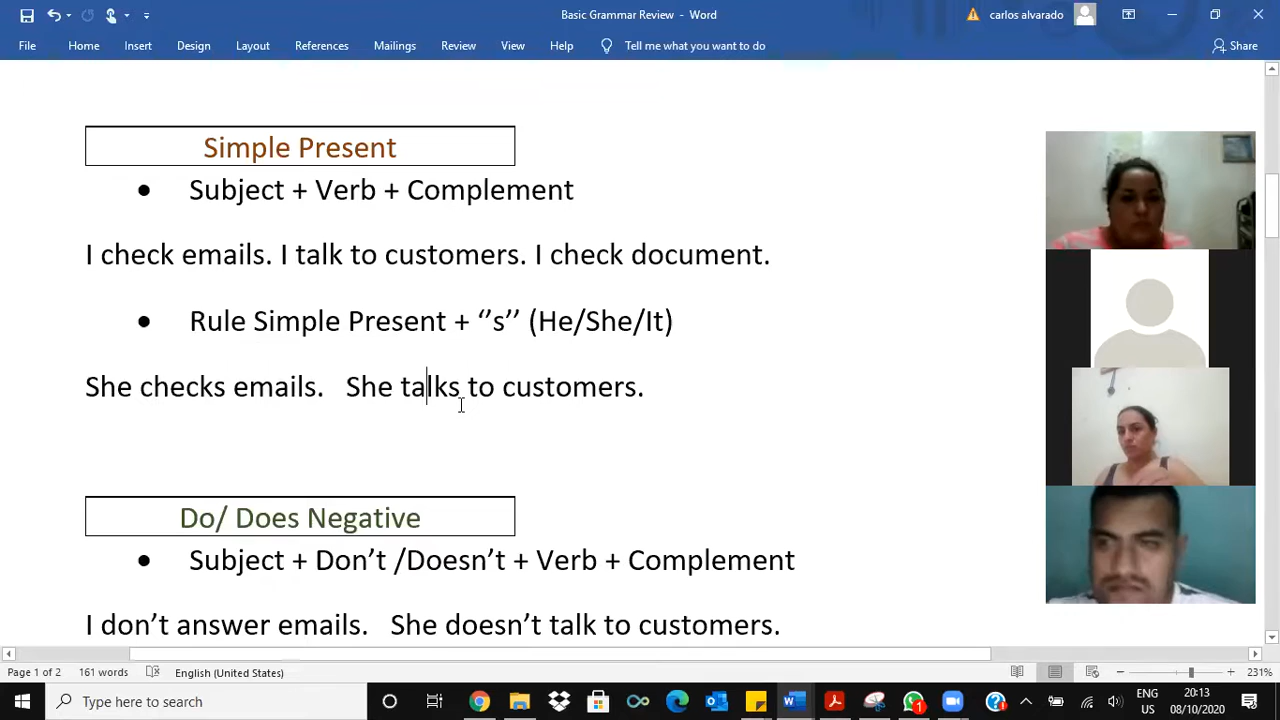 Basic Grammar Review - Word
carlos alvarado
File Home Insert Design Layout References Mailings Review View Help Tell me what you want to do Share
Simple Present
• Subject + Verb + Complement
I check emails. I talk to customers. I check document.
• Rule Simple Present + ‘’s’’ (He/She/It)
She checks emails. She talks to customers.
Do/ Does Negative
• Subject + Don’t /Doesn’t + Verb + Complement
I don’t answer emails. She doesn’t talk to customers.
Page 1 of 2 161 words English (United States) 231%
Type here to search
ENG 20:13
US 08/10/2020